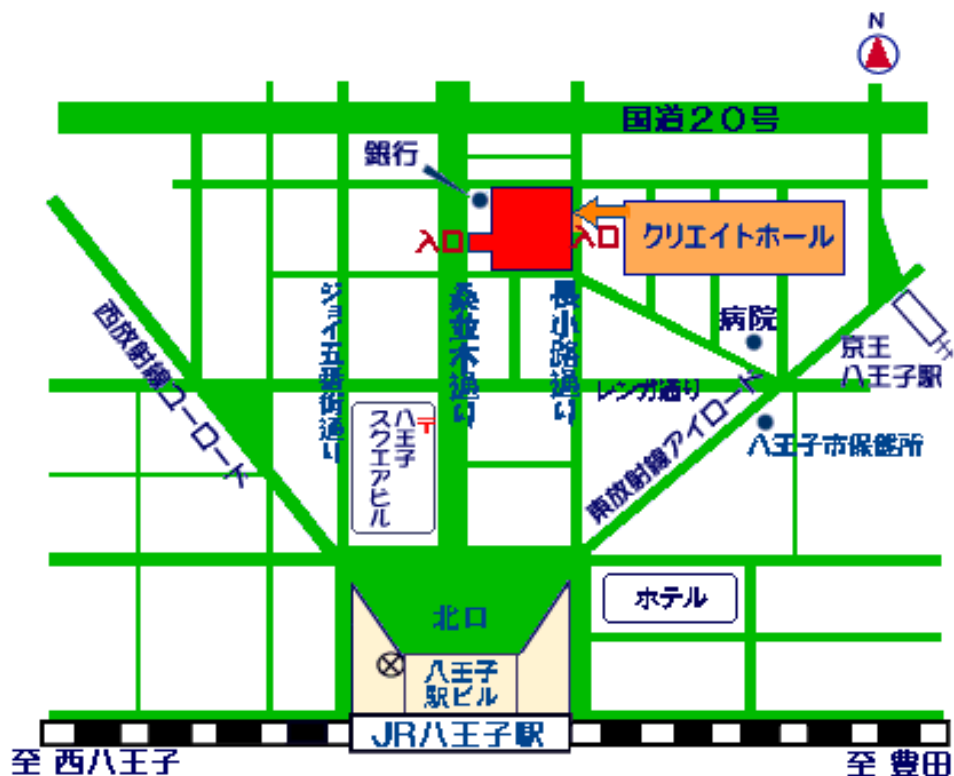 N
国道20号
銀行
入口
入口
クリエイトホール
ジョイ五番街通り
桑並木通り
長小路通り
病院
京王
八王子駅
西放射線ユーロード
レンガ通り
東放射線アイロード
八王子
スクエアビル
〒
八王子市保健所
北口
ホテル
八王子
駅ビル
JR八王子駅
至 西八王子
至 豊田